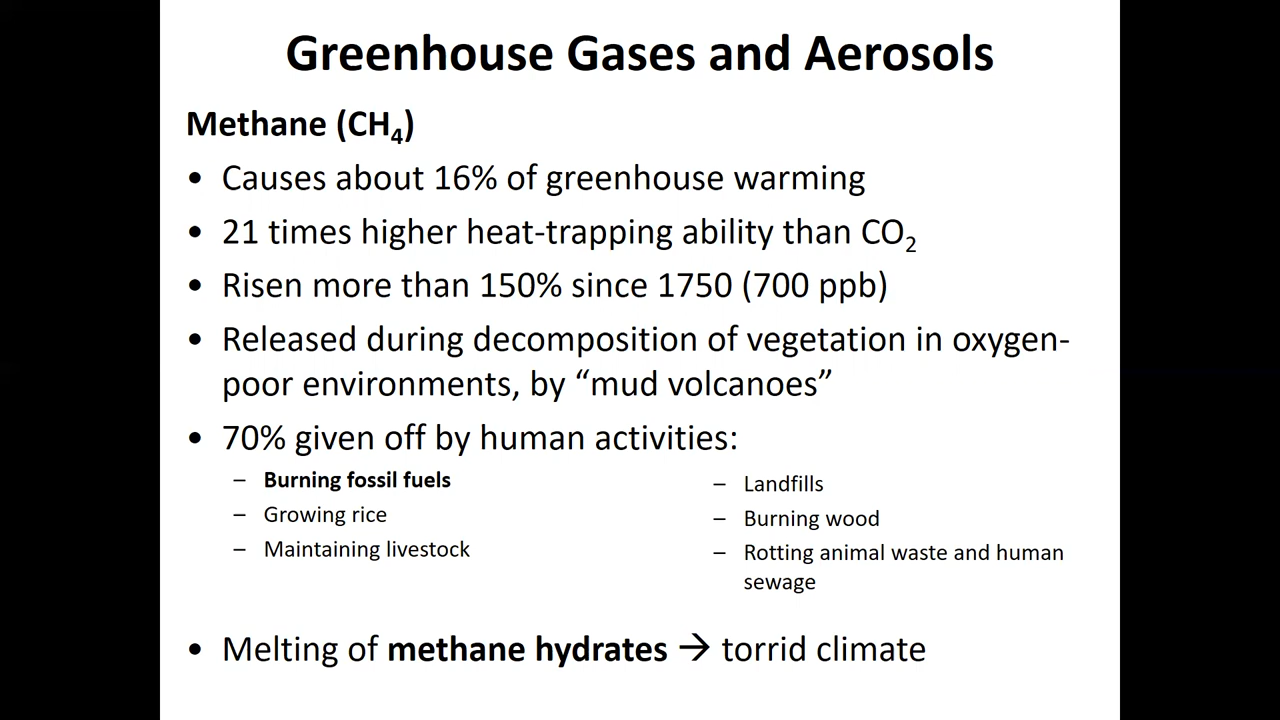 Greenhouse Gases and Aerosols
Methane (CH₄)
• Causes about 16% of greenhouse warming
• 21 times higher heat-trapping ability than CO₂
• Risen more than 150% since 1750 (700 ppb)
• Released during decomposition of vegetation in oxygen-
poor environments, by “mud volcanoes”
• 70% given off by human activities:
– Burning fossil fuels
– Growing rice
– Maintaining livestock
– Landfills
– Burning wood
– Rotting animal waste and human
sewage
• Melting of methane hydrates → torrid climate